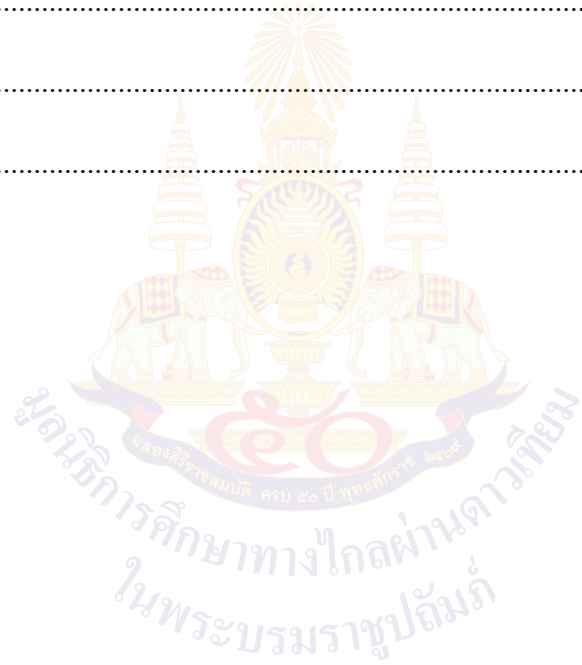 ฉลองสิริราชสมบัติ ครบ ๕๐ ปี พุทธศักราช ๒๕๓๙
๕๐
มูลนิธิการศึกษาทางไกลผ่านดาวเทียม
ในพระบรมราชูปถัมภ์